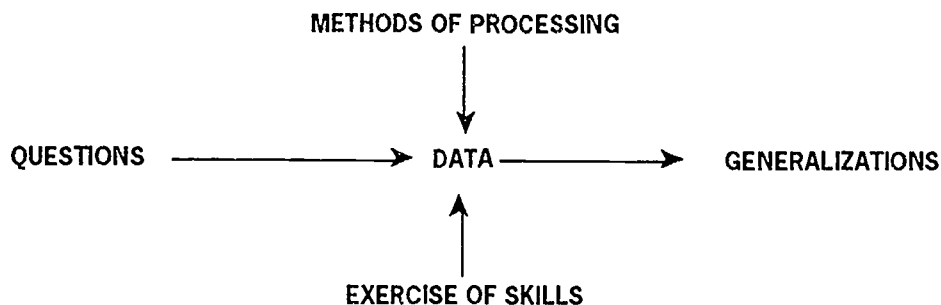 METHODS OF PROCESSING
QUESTIONS DATA GENERALIZATIONS
EXERCISE OF SKILLS